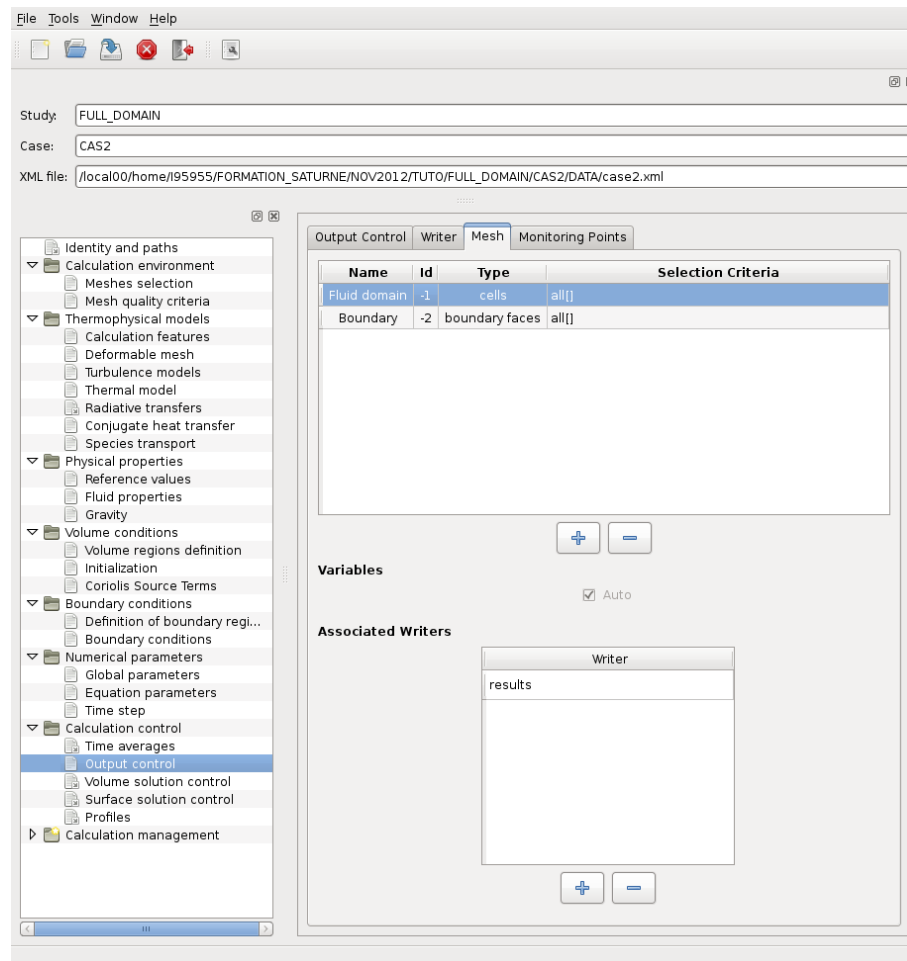 File Tools Window Help
Study: FULL_DOMAIN
Case: CAS2
XML file: /local00/home/I95955/FORMATION_SATURNE/NOV2012/TUTO/FULL_DOMAIN/CAS2/DATA/case2.xml
Identity and paths
Calculation environment
Meshes selection
Mesh quality criteria
Thermophysical models
Calculation features
Deformable mesh
Turbulence models
Thermal model
Radiative transfers
Conjugate heat transfer
Species transport
Physical properties
Reference values
Fluid properties
Gravity
Volume conditions
Volume regions definition
Initialization
Coriolis Source Terms
Boundary conditions
Definition of boundary regi...
Boundary conditions
Numerical parameters
Global parameters
Equation parameters
Time step
Calculation control
Time averages
Output control
Volume solution control
Surface solution control
Profiles
Calculation management
Output Control Writer Mesh Monitoring Points
Name Id Type Selection Criteria
Fluid domain -1 cells all[]
Boundary -2 boundary faces all[]
Variables
Auto
Associated Writers
Writer
results